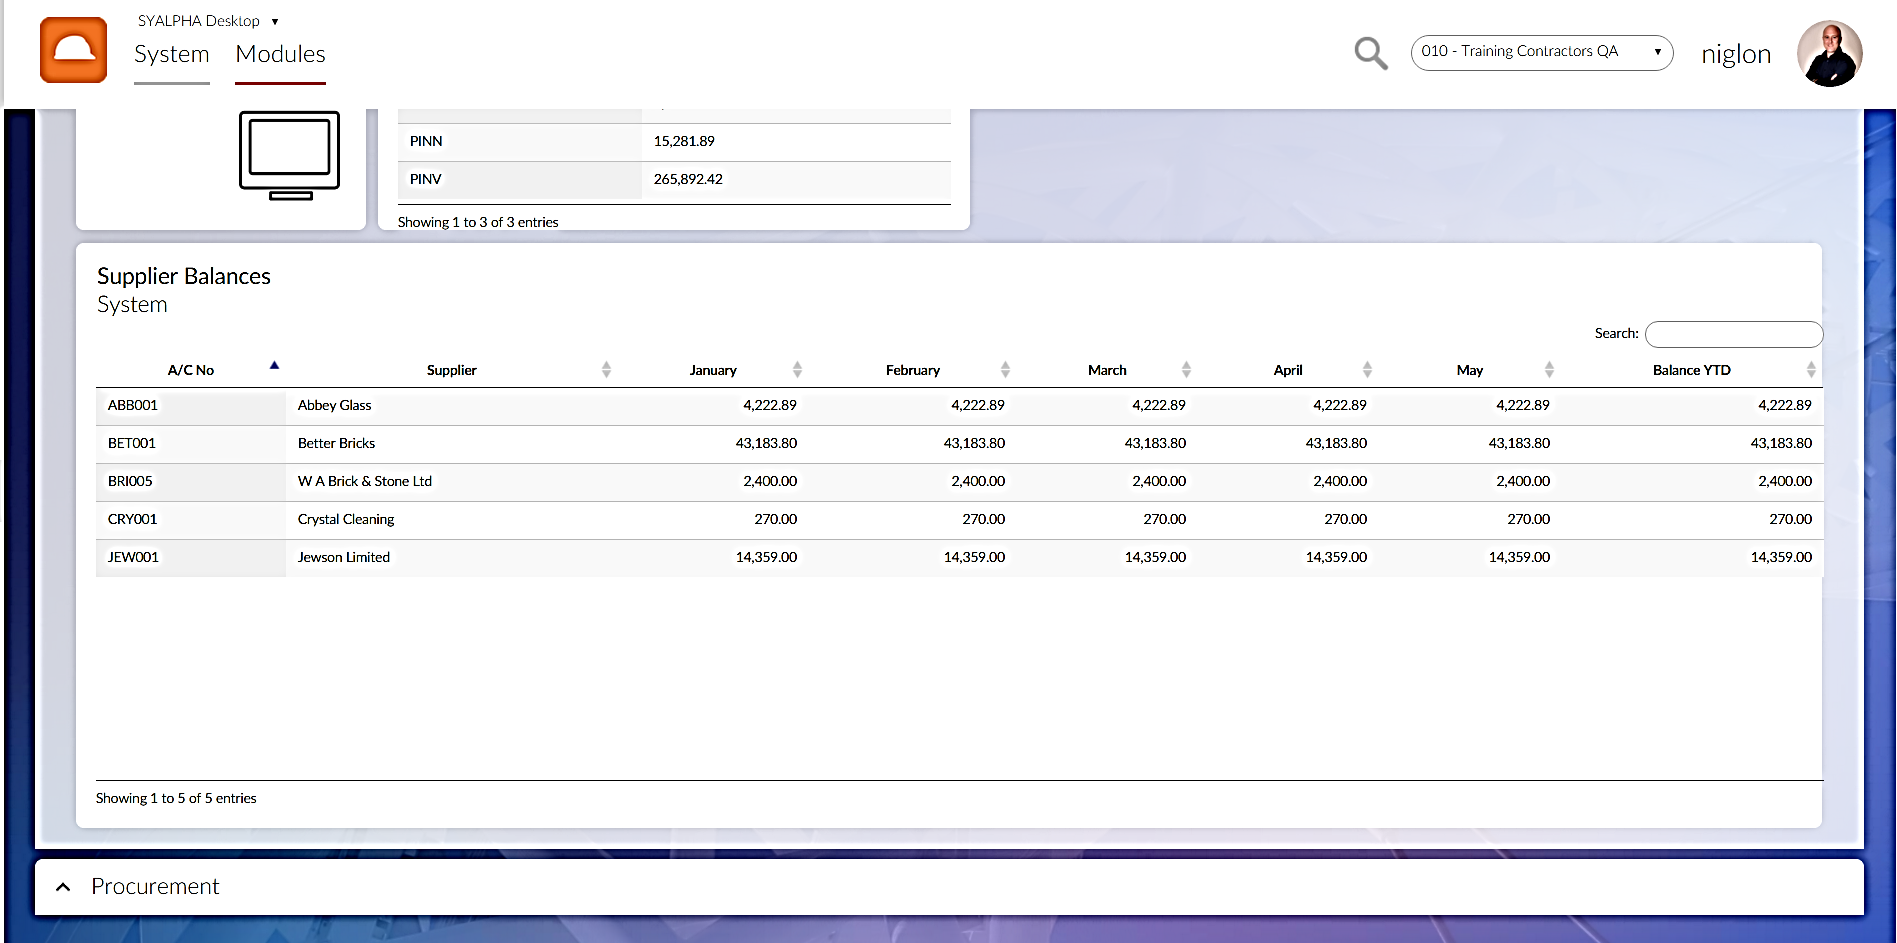 SYALPHA Desktop ▼
System Modules
010 - Training Contractors QA ▼
niglon
PINN 15,281.89
PINV 265,892.42
Showing 1 to 3 of 3 entries
Supplier Balances
System
Search:
A/C No Supplier January February March April May Balance YTD
ABB001 Abbey Glass 4,222.89 4,222.89 4,222.89 4,222.89 4,222.89 4,222.89
BET001 Better Bricks 43,183.80 43,183.80 43,183.80 43,183.80 43,183.80 43,183.80
BRI005 W A Brick & Stone Ltd 2,400.00 2,400.00 2,400.00 2,400.00 2,400.00 2,400.00
CRY001 Crystal Cleaning 270.00 270.00 270.00 270.00 270.00 270.00
JEW001 Jewson Limited 14,359.00 14,359.00 14,359.00 14,359.00 14,359.00 14,359.00
Showing 1 to 5 of 5 entries
Procurement